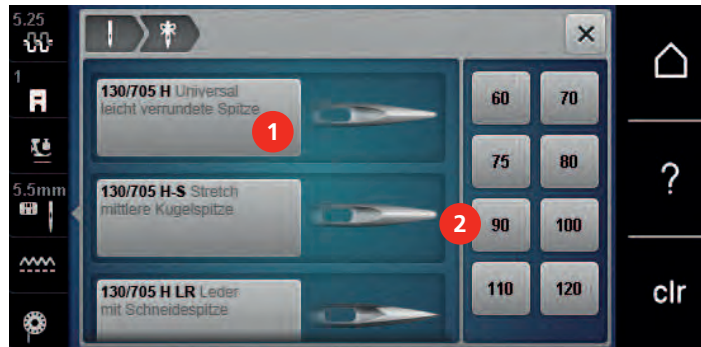 5.25
1
5.5mm
130/705 H Universal
leicht verrundete Spitze
1
130/705 H-S Stretch
mittlere Kugelspitze
2
130/705 H LR Leder
mit Schneidespitze
60 70
75 80
90 100
110 120
?
clr